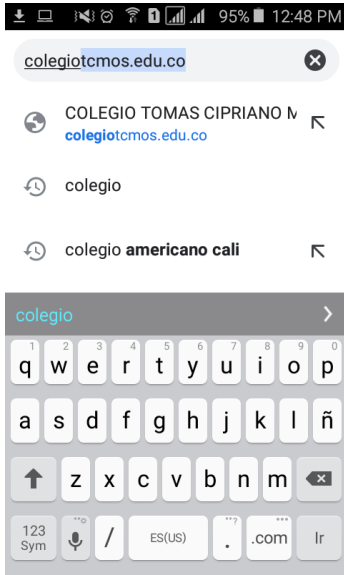 1 95% 12:48 PM
colegiotcmos.edu.co
COLEGIO TOMAS CIPRIANO M
colegiotcmos.edu.co
colegio
colegio americano cali
colegio
1 2 3 4 5 6 7 8 9 0
q w e r t y u i o p
a s d f g h j k l ñ
z x c v b n m
123 / ES(US) . .com Ir
Sym